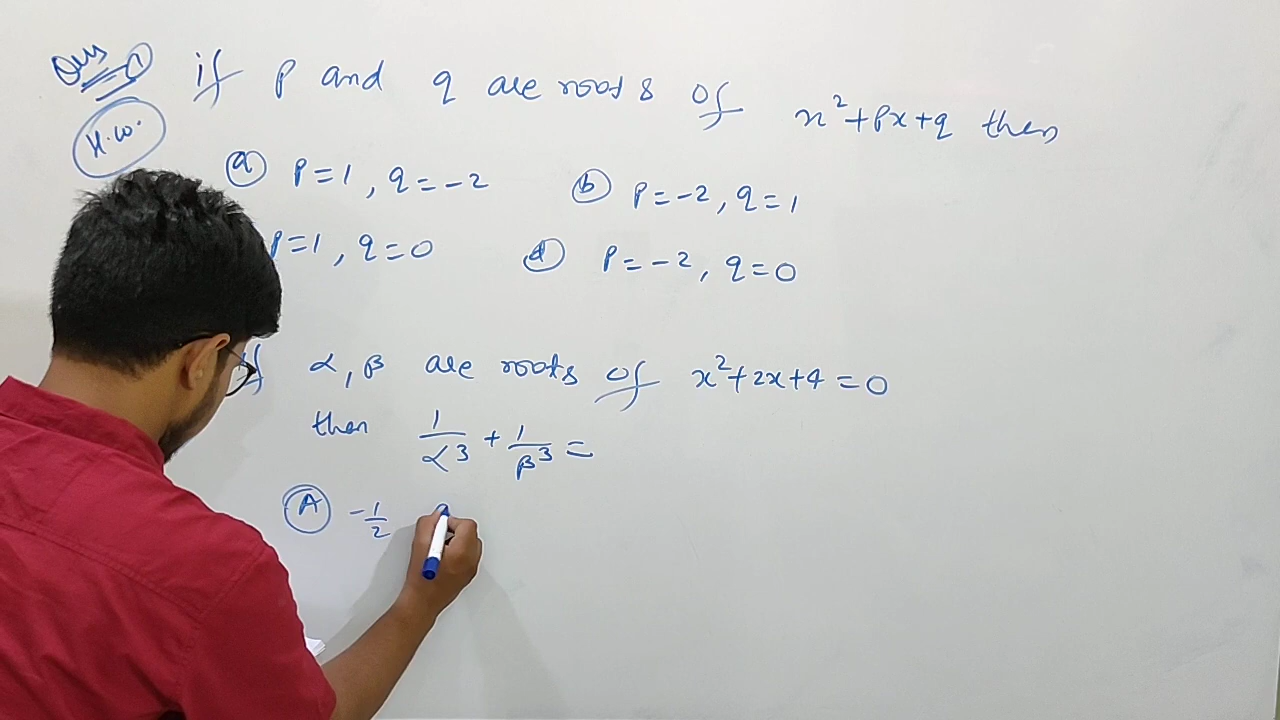 Ques 1 if p and q are roots of x²+px+q then
H.W.
(a) p=1, q=-2 (b) p=-2, q=1
p=1, q=0 (d) p=-2, q=0
If α, β are roots of x²+2x+4=0
then 1/α³ + 1/β³ =
(A) -1/2